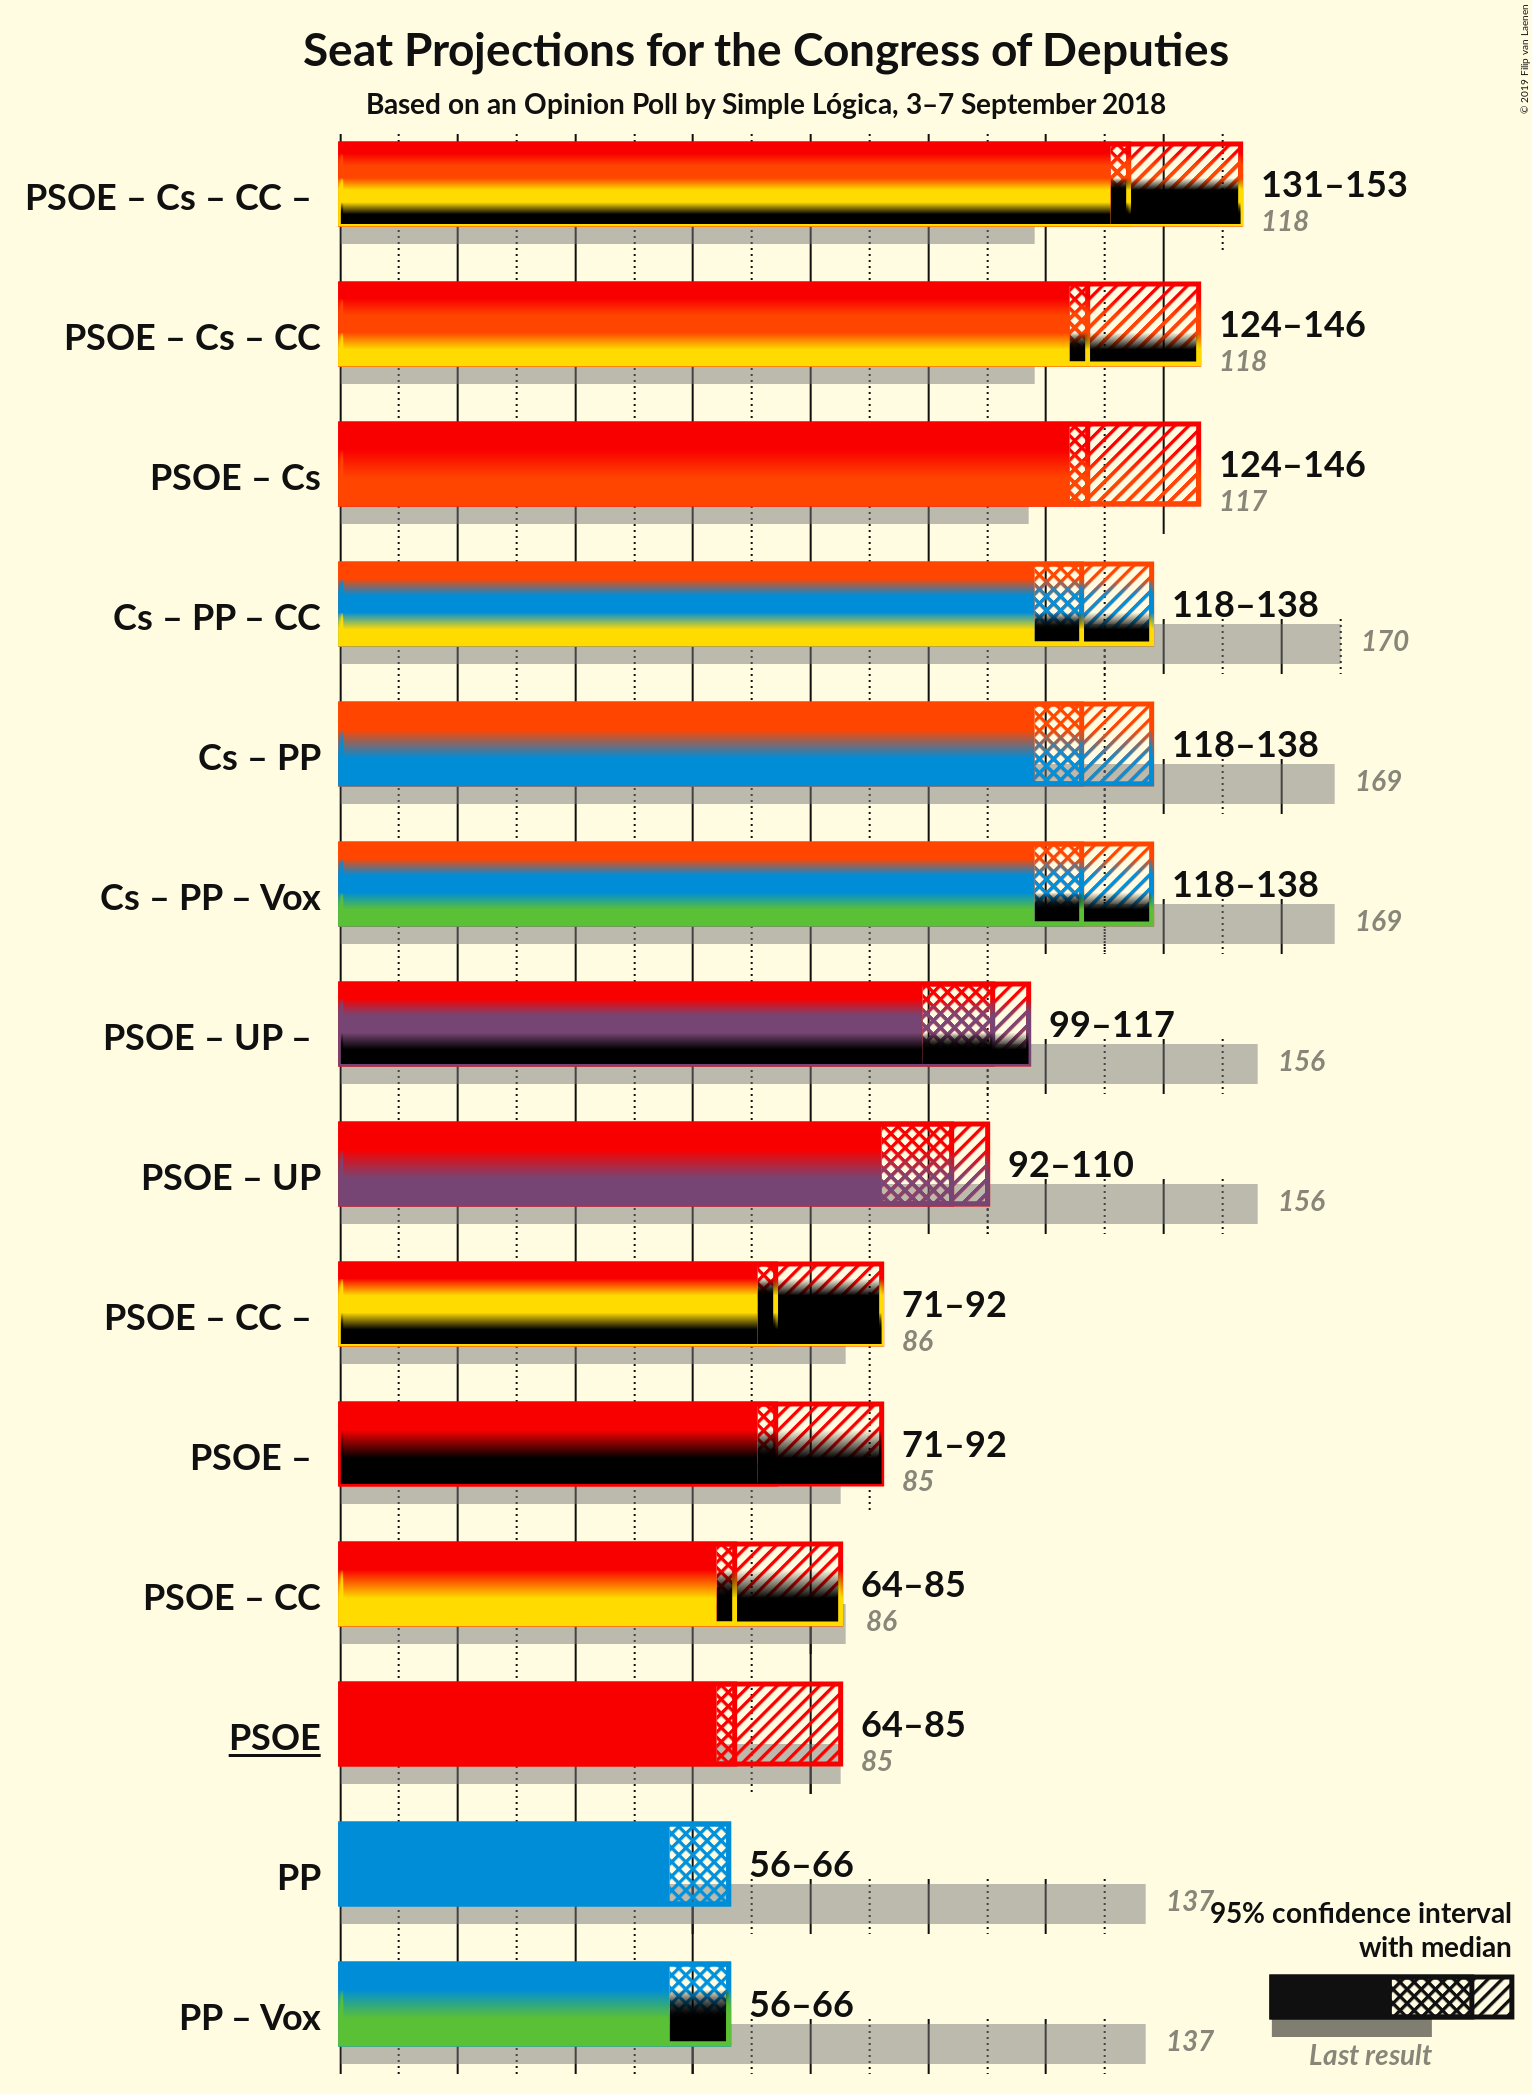 Seat Projections for the Congress of Deputies
Based on an Opinion Poll by Simple Lógica, 3–7 September 2018
© 2019 Filip van Laenen
PSOE – Cs – CC –
131–153
118
PSOE – Cs – CC
124–146
118
PSOE – Cs
124–146
117
Cs – PP – CC
118–138
170
Cs – PP
118–138
169
Cs – PP – Vox
118–138
169
PSOE – UP –
99–117
156
PSOE – UP
92–110
156
PSOE – CC –
71–92
86
PSOE –
71–92
85
PSOE – CC
64–85
86
PSOE
64–85
85
PP
56–66
137
PP – Vox
56–66
137
95% confidence interval
with median
Last result